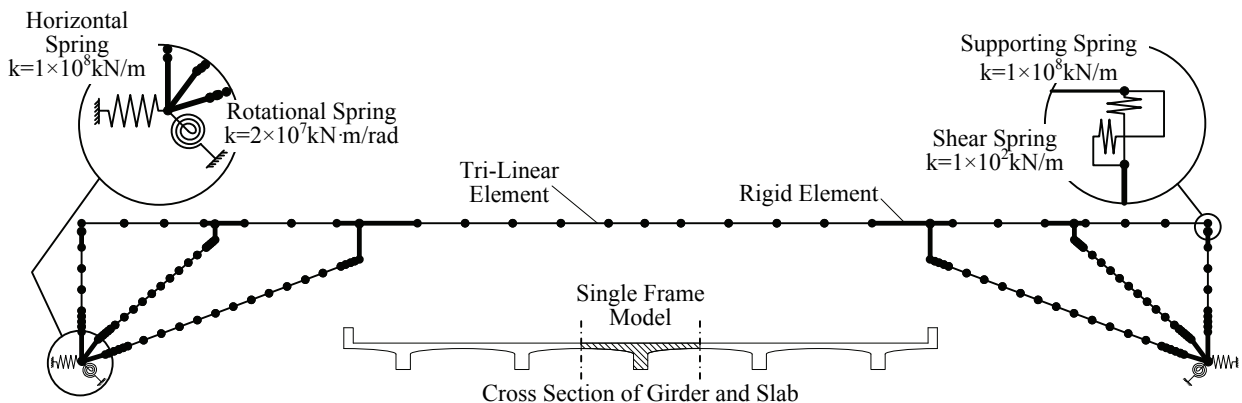 Horizontal
Spring
k=1×10⁸kN/m
Rotational Spring
k=2×10⁷kN·m/rad
Supporting Spring
k=1×10⁸kN/m
Shear Spring
k=1×10²kN/m
Tri-Linear
Element
Rigid Element
Single Frame
Model
Cross Section of Girder and Slab